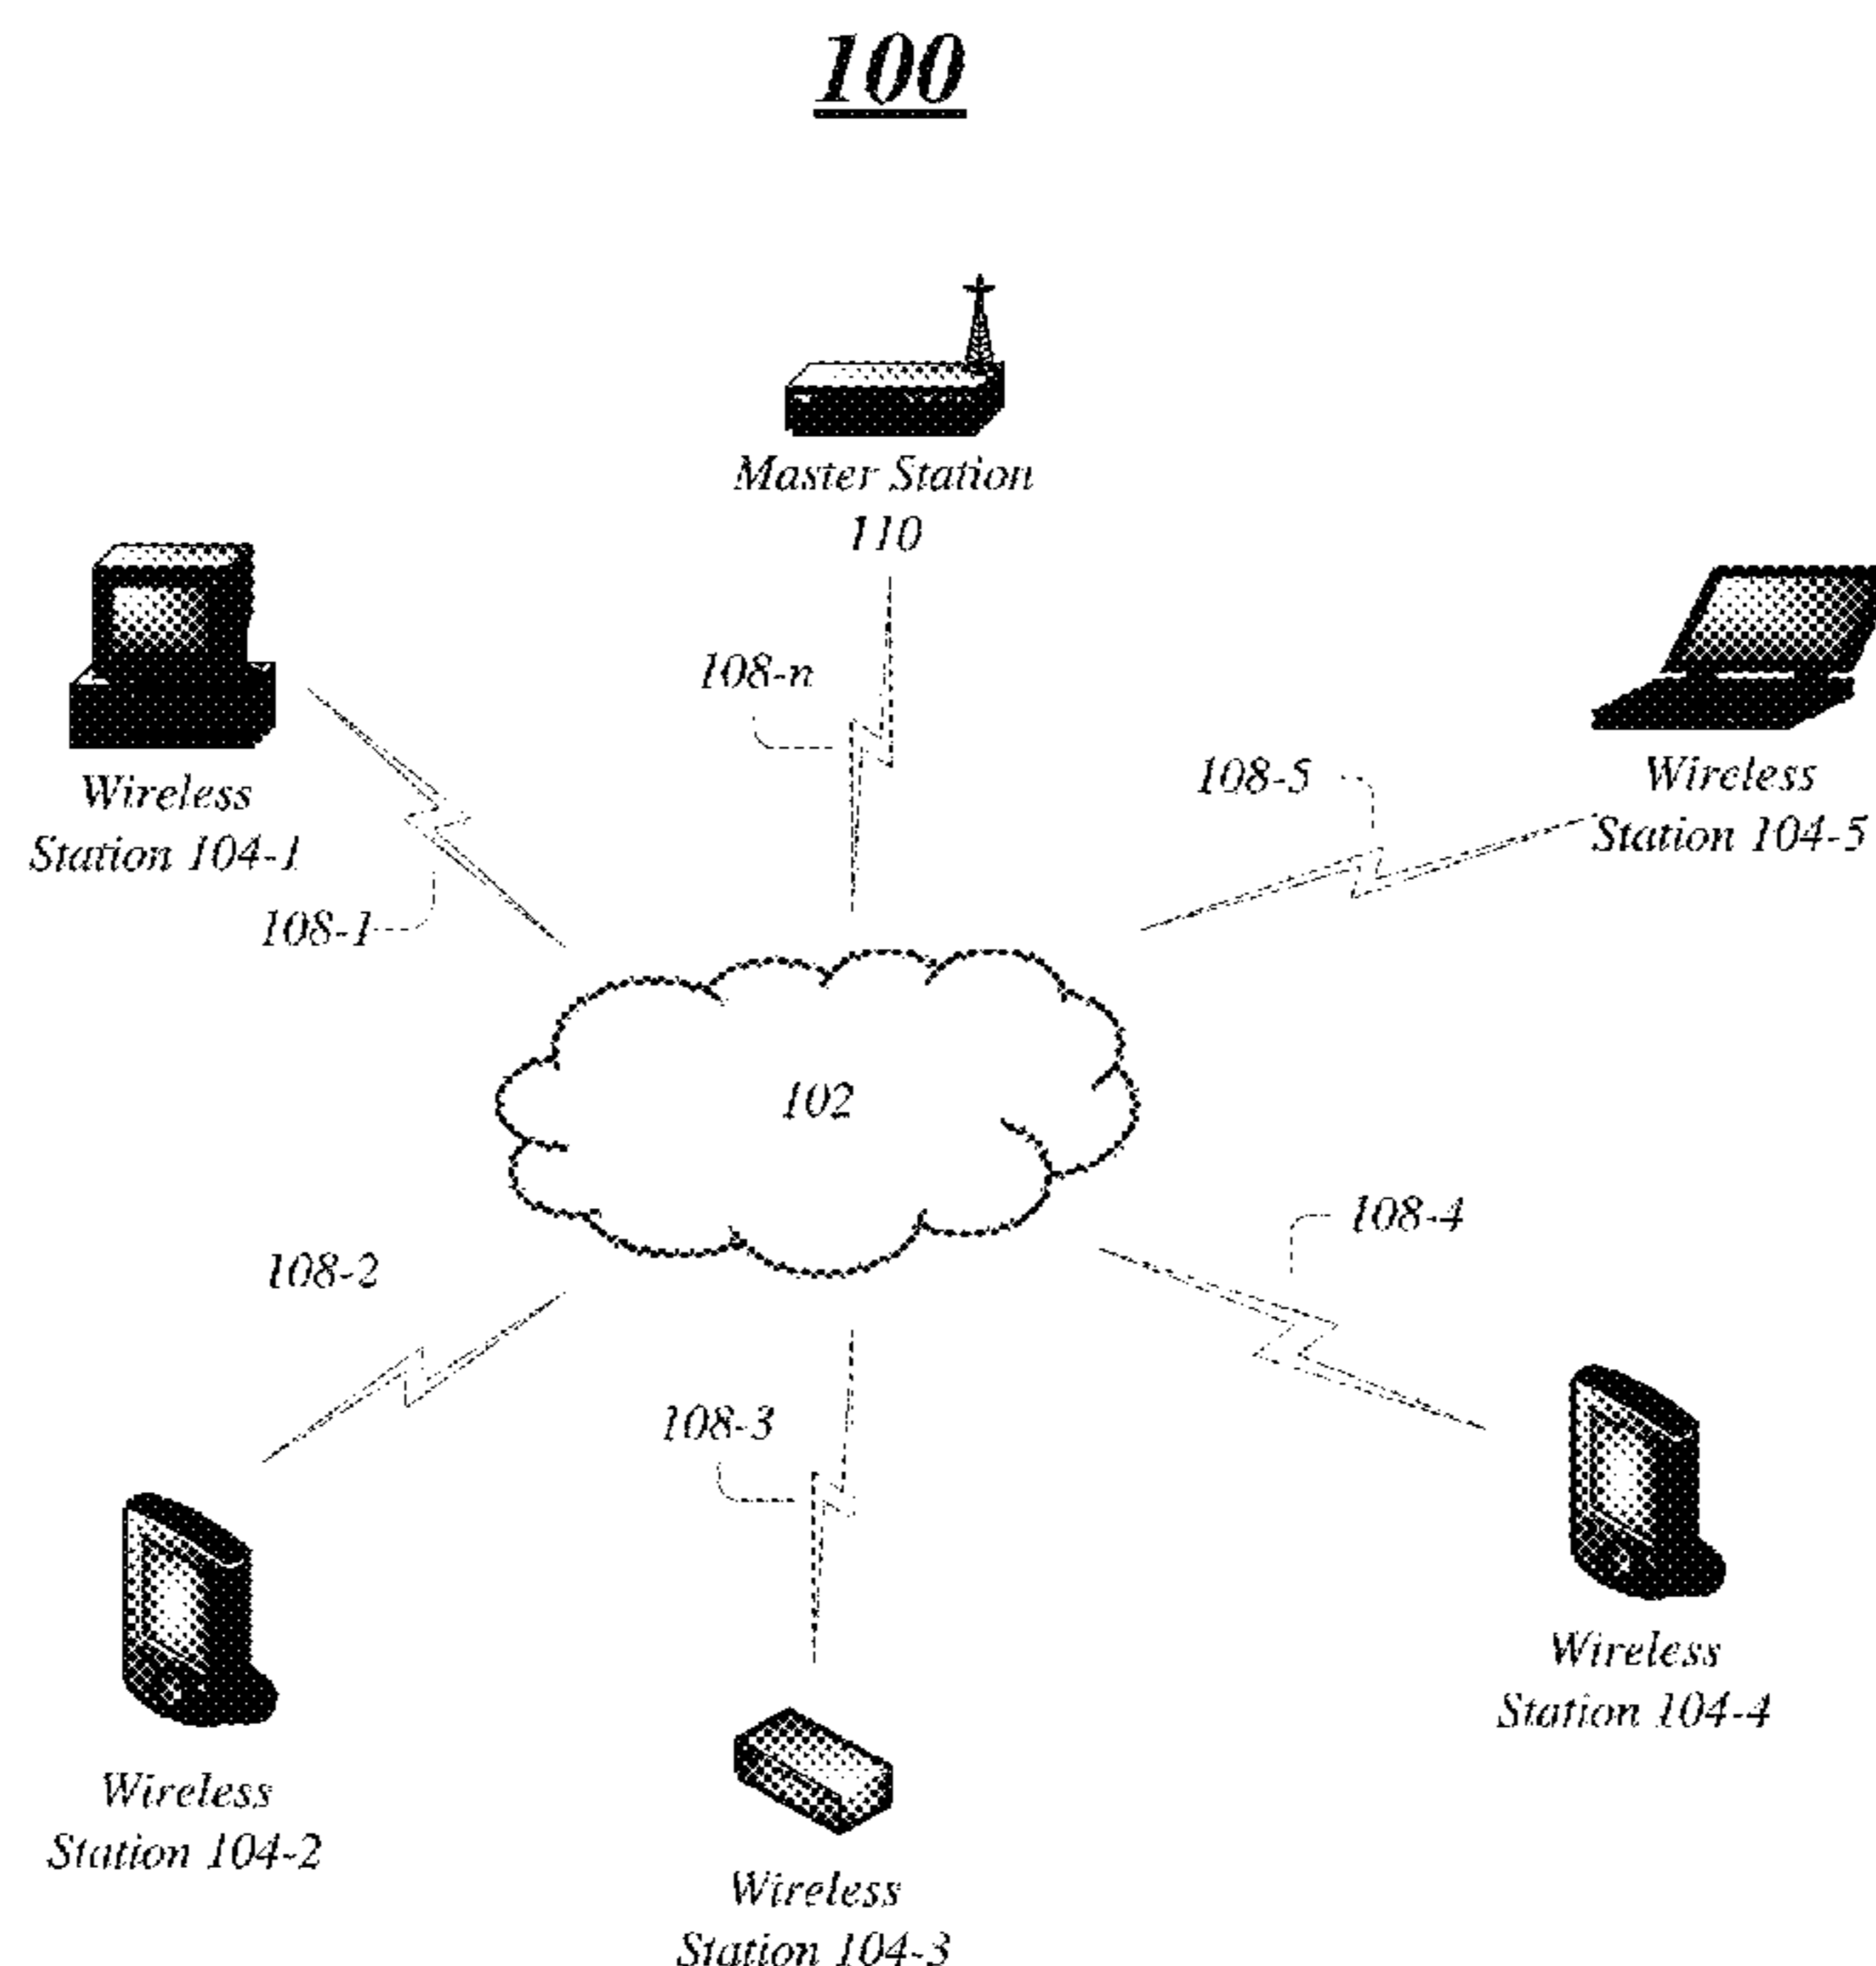 100
Master Station
110
108-n
Wireless
Station 104-1
108-1
108-5
Wireless
Station 104-5
102
108-4
108-2
108-3
Wireless
Station 104-4
Wireless
Station 104-2
Wireless
Station 104-3